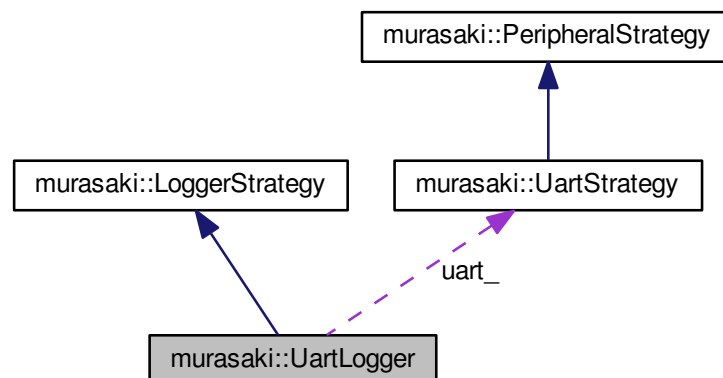 murasaki::PeripheralStrategy
murasaki::LoggerStrategy
murasaki::UartStrategy
uart_
murasaki::UartLogger